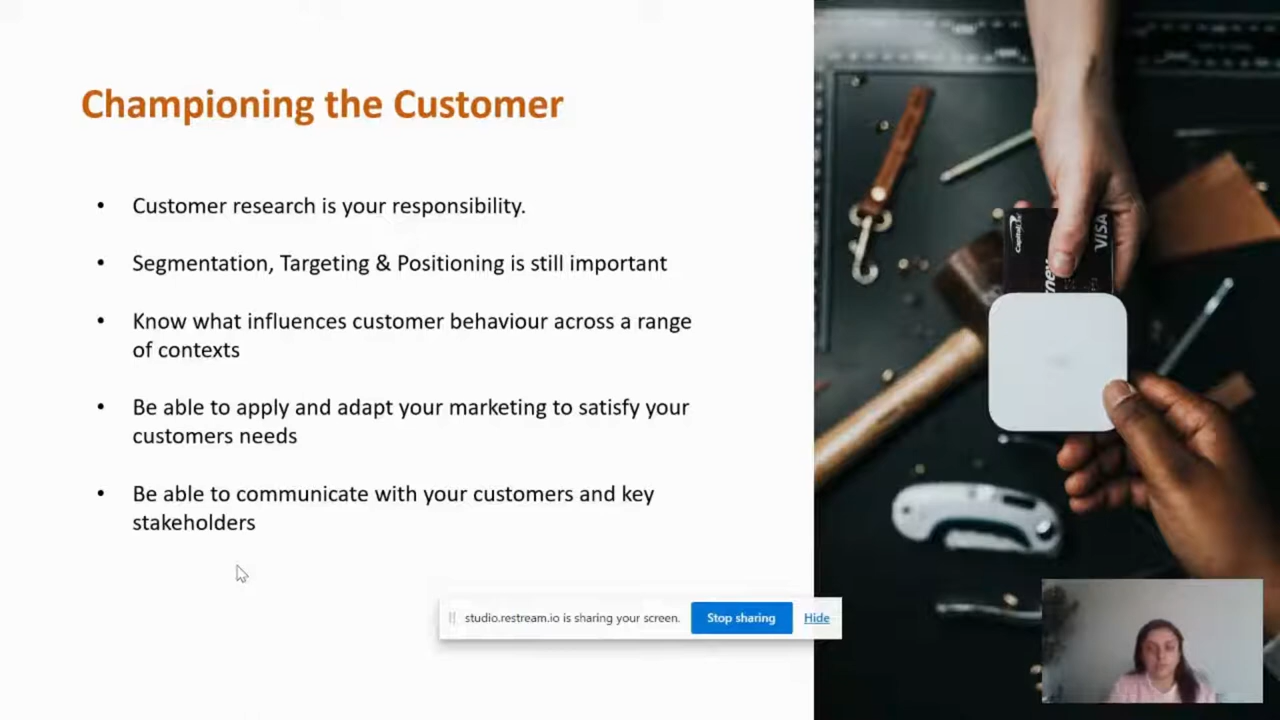 Championing the Customer
• Customer research is your responsibility.
• Segmentation, Targeting & Positioning is still important
• Know what influences customer behaviour across a range
of contexts
• Be able to apply and adapt your marketing to satisfy your
customers needs
• Be able to communicate with your customers and key
stakeholders
studio.restream.io is sharing your screen. Stop sharing Hide
VISA